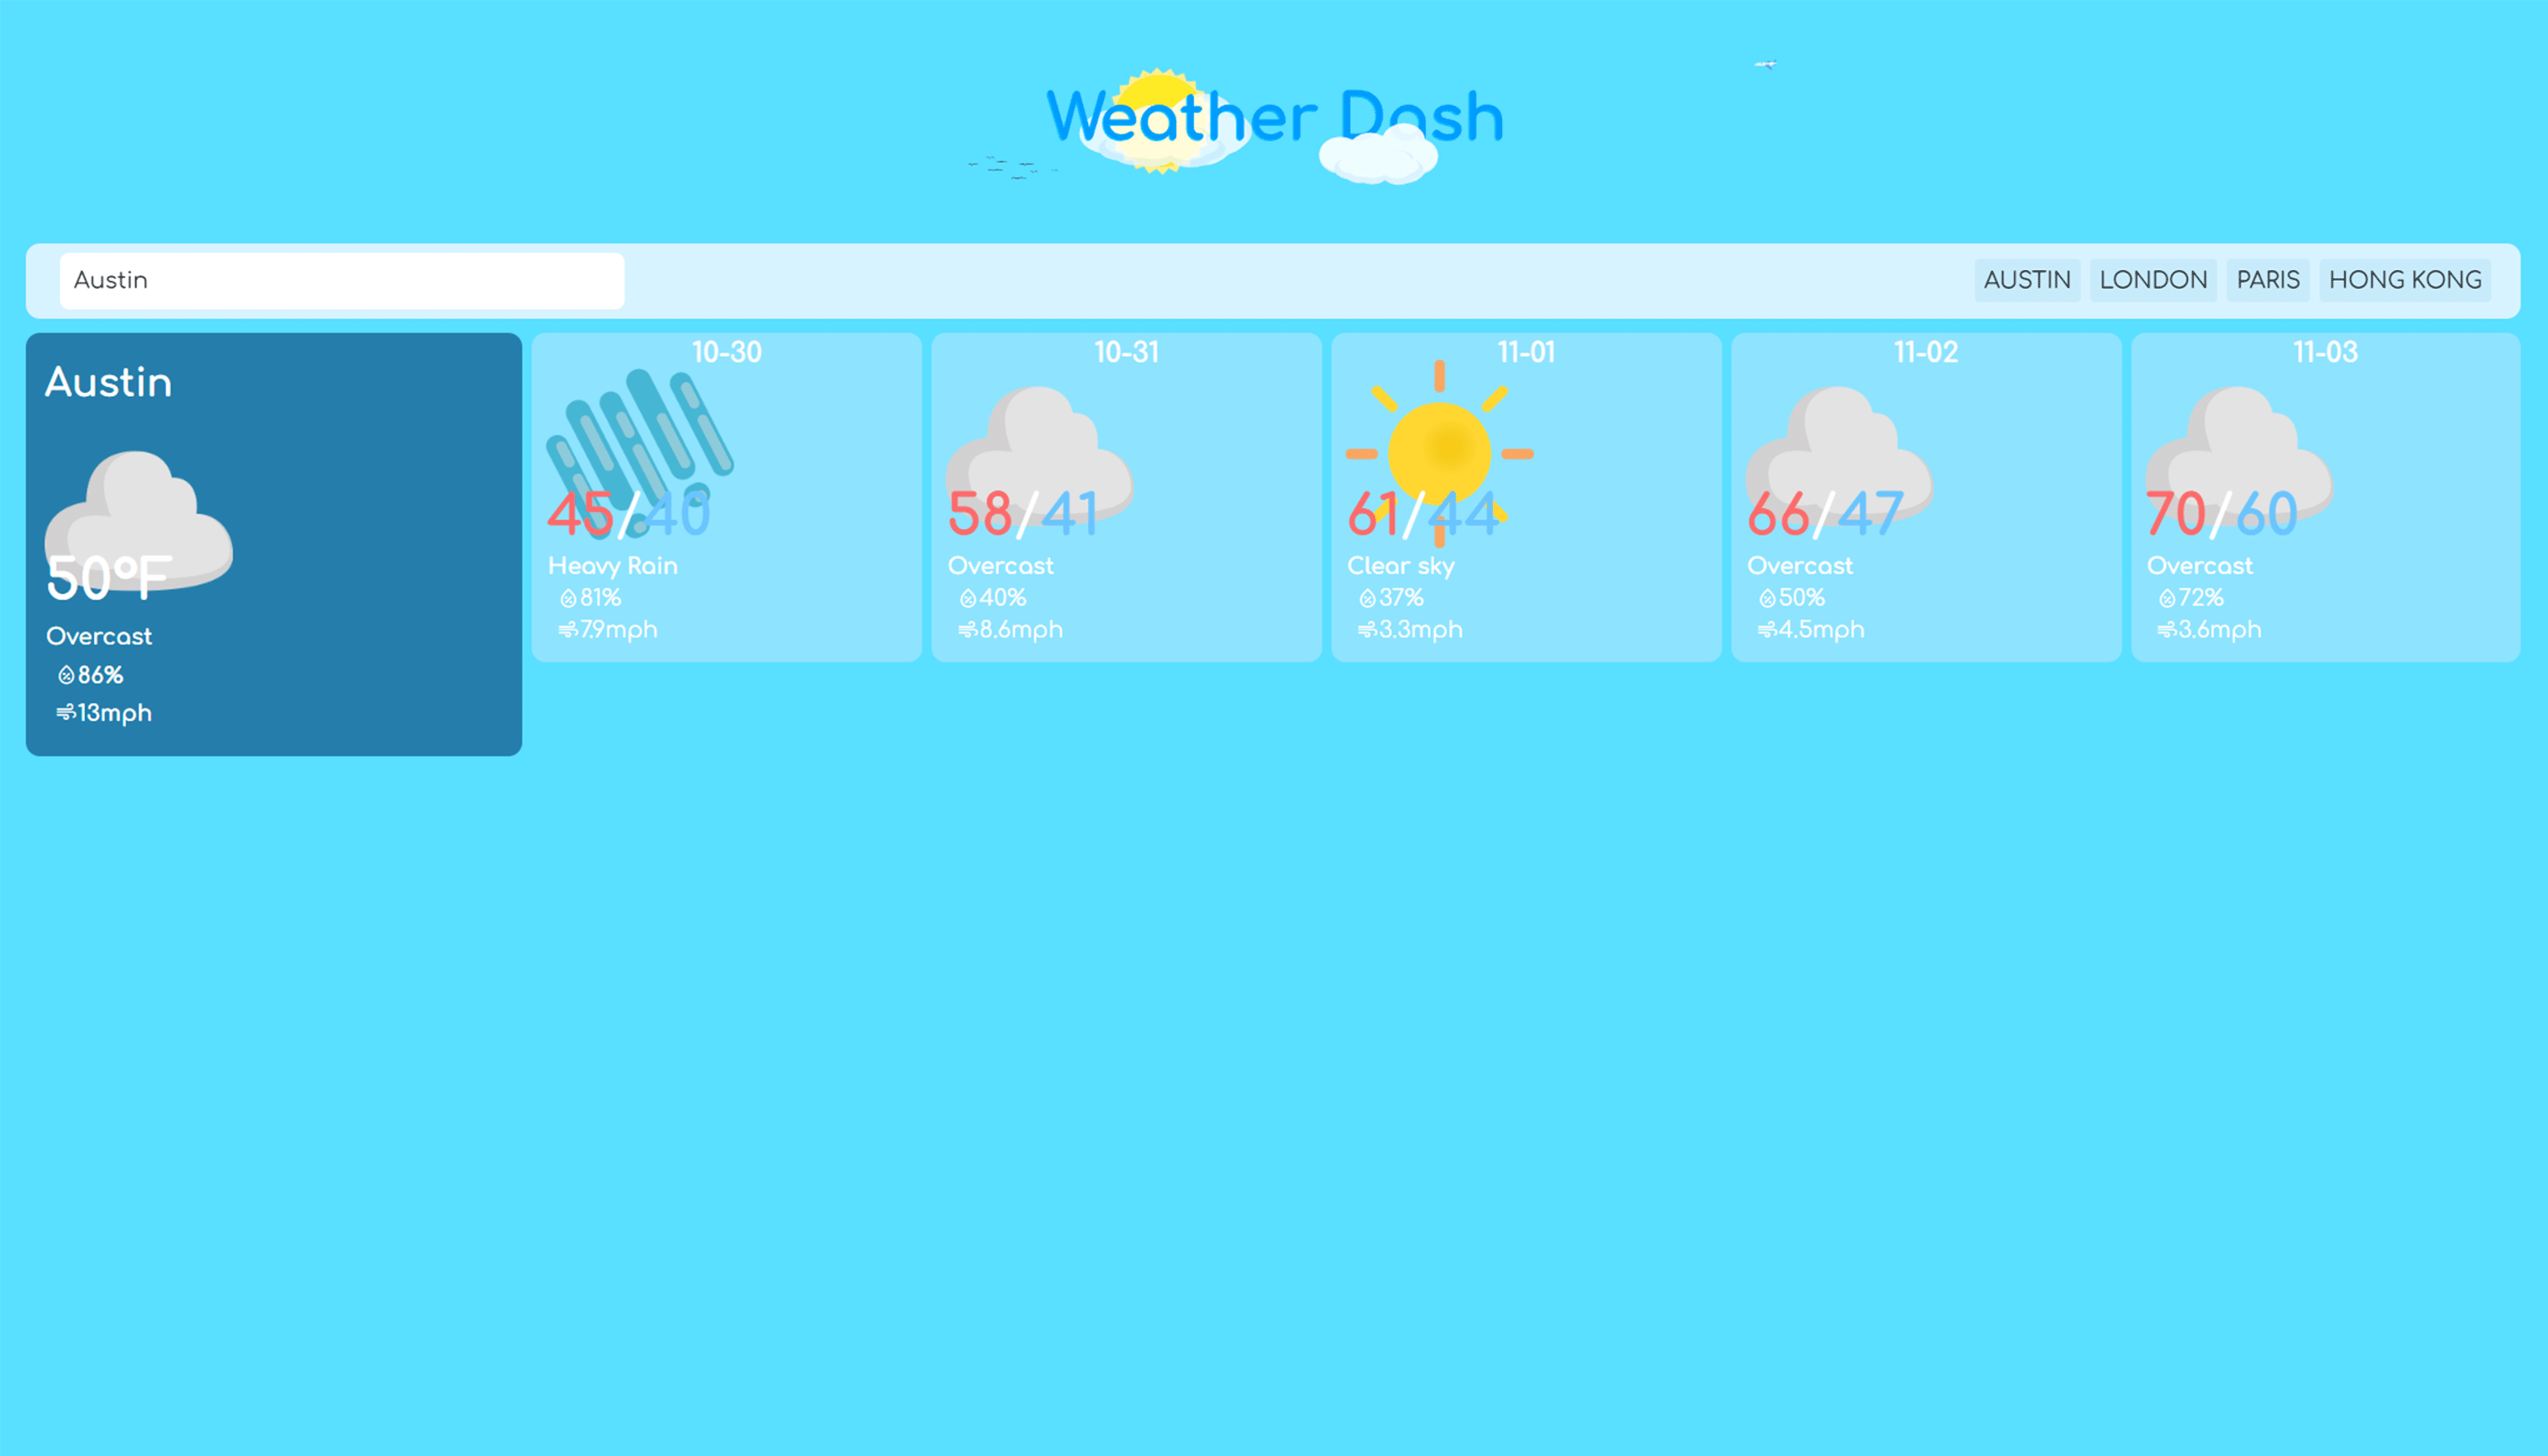 Weather Dash
Austin
AUSTIN LONDON PARIS HONG KONG
Austin
50°F
Overcast
86%
13mph
10-30
45/40
Heavy Rain
81%
7.9mph
10-31
58/41
Overcast
40%
8.6mph
11-01
61/44
Clear sky
37%
3.3mph
11-02
66/47
Overcast
50%
4.5mph
11-03
70/60
Overcast
72%
3.6mph